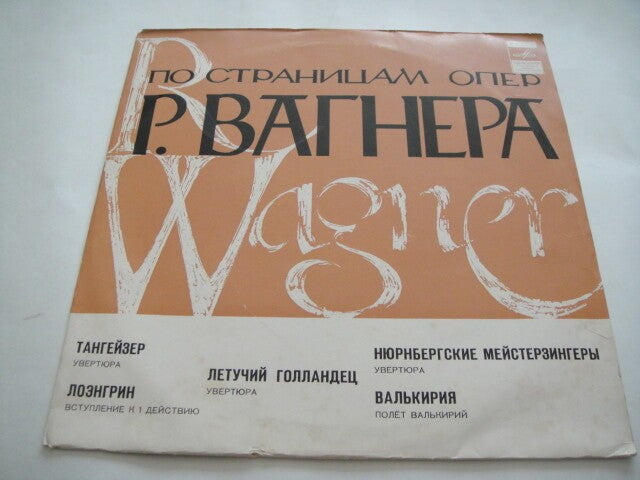 ПО СТРАНИЦАМ ОПЕР
Р. ВАГНЕРА
R
Wagner
ТАНГЕЙЗЕР
УВЕРТЮРА
ЛОЭНГРИН
ВСТУПЛЕНИЕ К 1 ДЕЙСТВИЮ
ЛЕТУЧИЙ ГОЛЛАНДЕЦ
УВЕРТЮРА
НЮРНБЕРГСКИЕ МЕЙСТЕРЗИНГЕРЫ
УВЕРТЮРА
ВАЛЬКИРИЯ
ПОЛЁТ ВАЛЬКИРИЙ